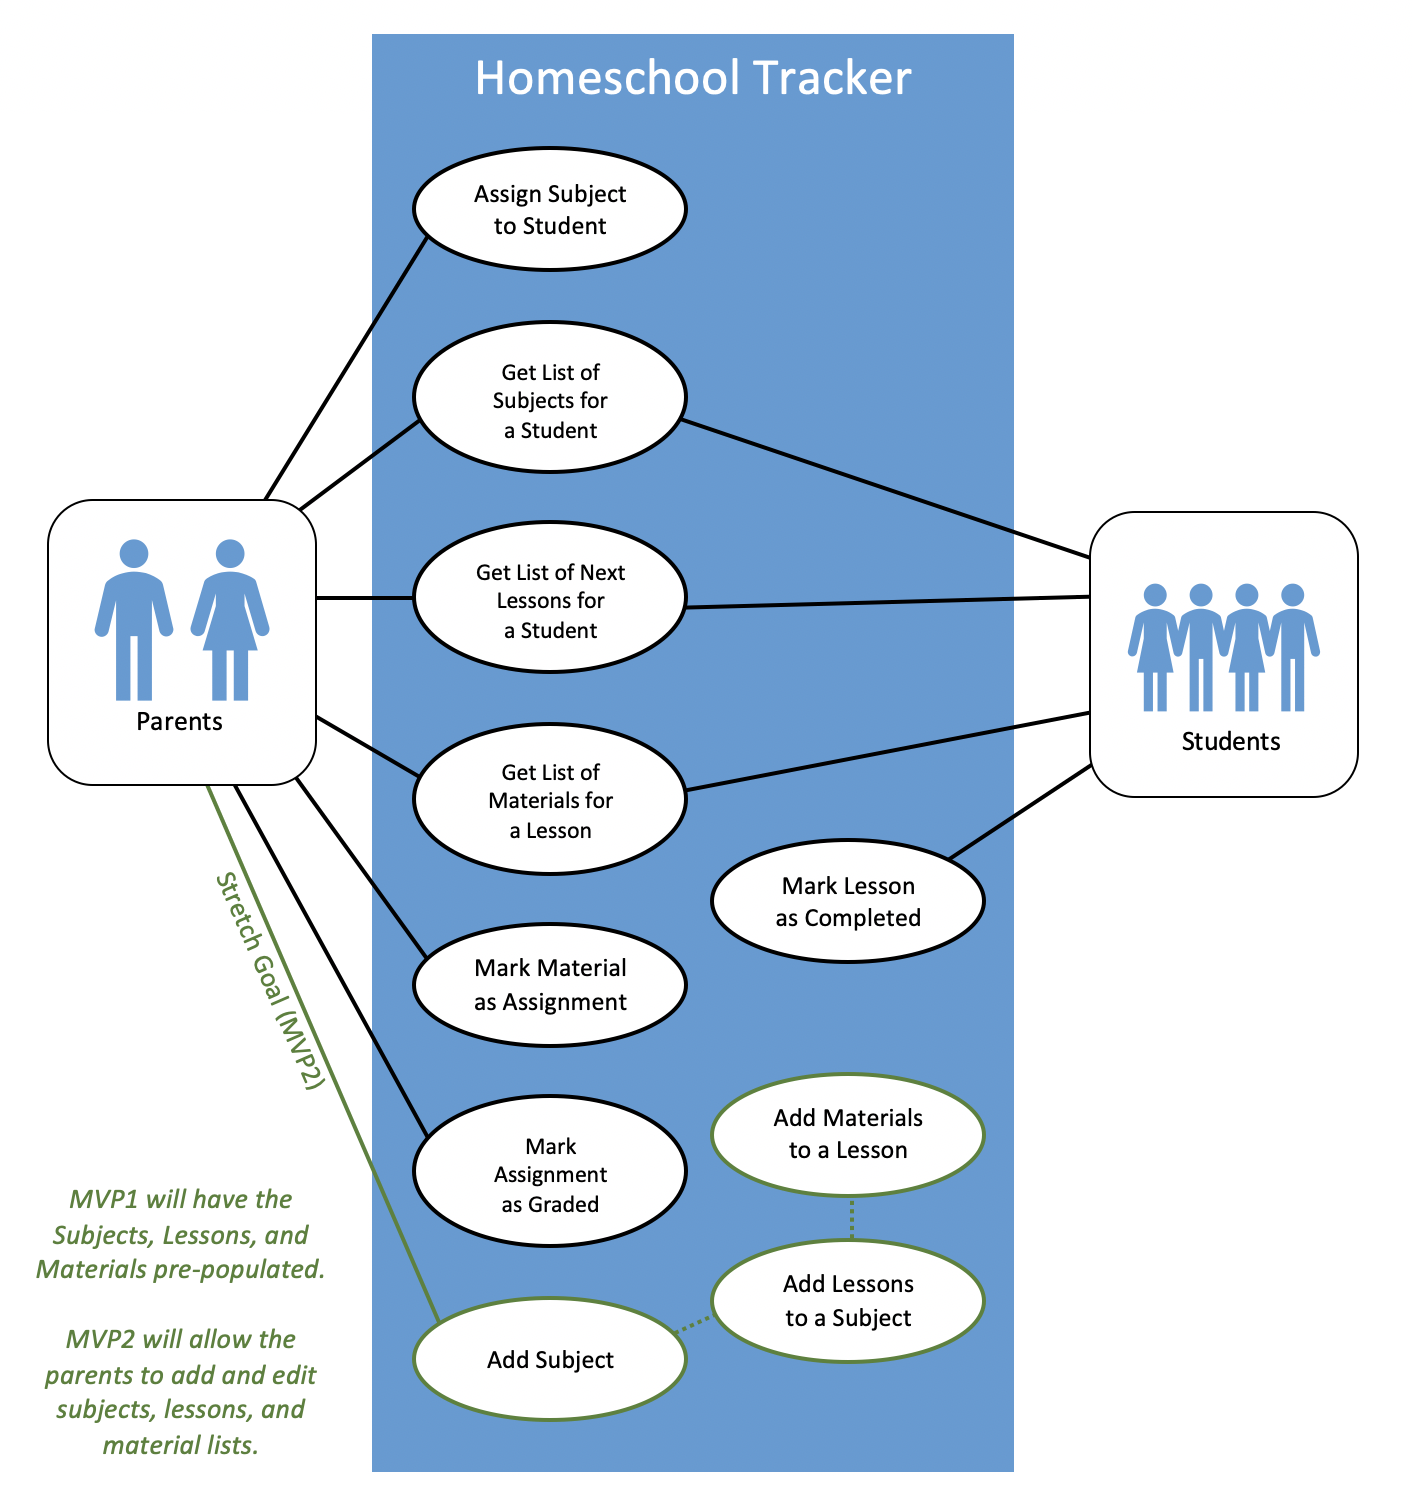 Homeschool Tracker
Assign Subject
to Student
Get List of
Subjects for
a Student
Get List of Next
Lessons for
a Student
Parents
Students
Get List of
Materials for
a Lesson
Mark Lesson
as Completed
Mark Material
as Assignment
Stretch Goal (MVP2)
Add Materials
to a Lesson
Mark
Assignment
as Graded
MVP1 will have the
Subjects, Lessons, and
Materials pre-populated.
Add Lessons
to a Subject
Add Subject
MVP2 will allow the
parents to add and edit
subjects, lessons, and
material lists.